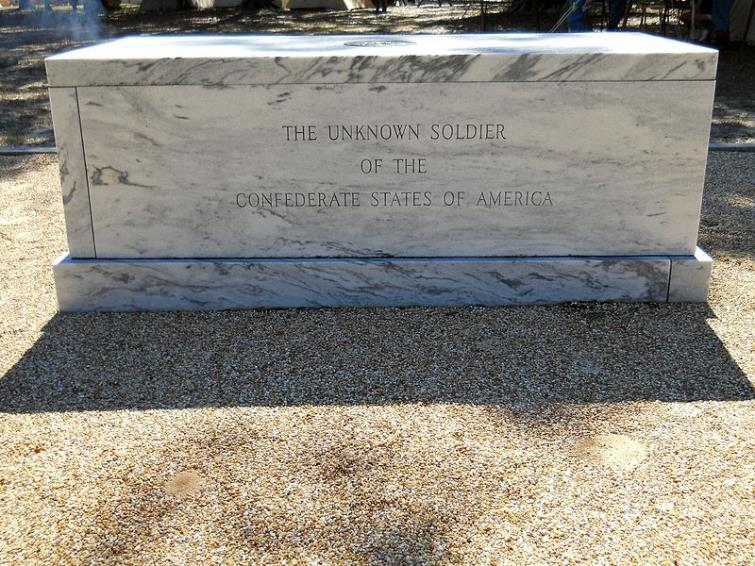 THE UNKNOWN SOLDIER
OF THE
CONFEDERATE STATES OF AMERICA